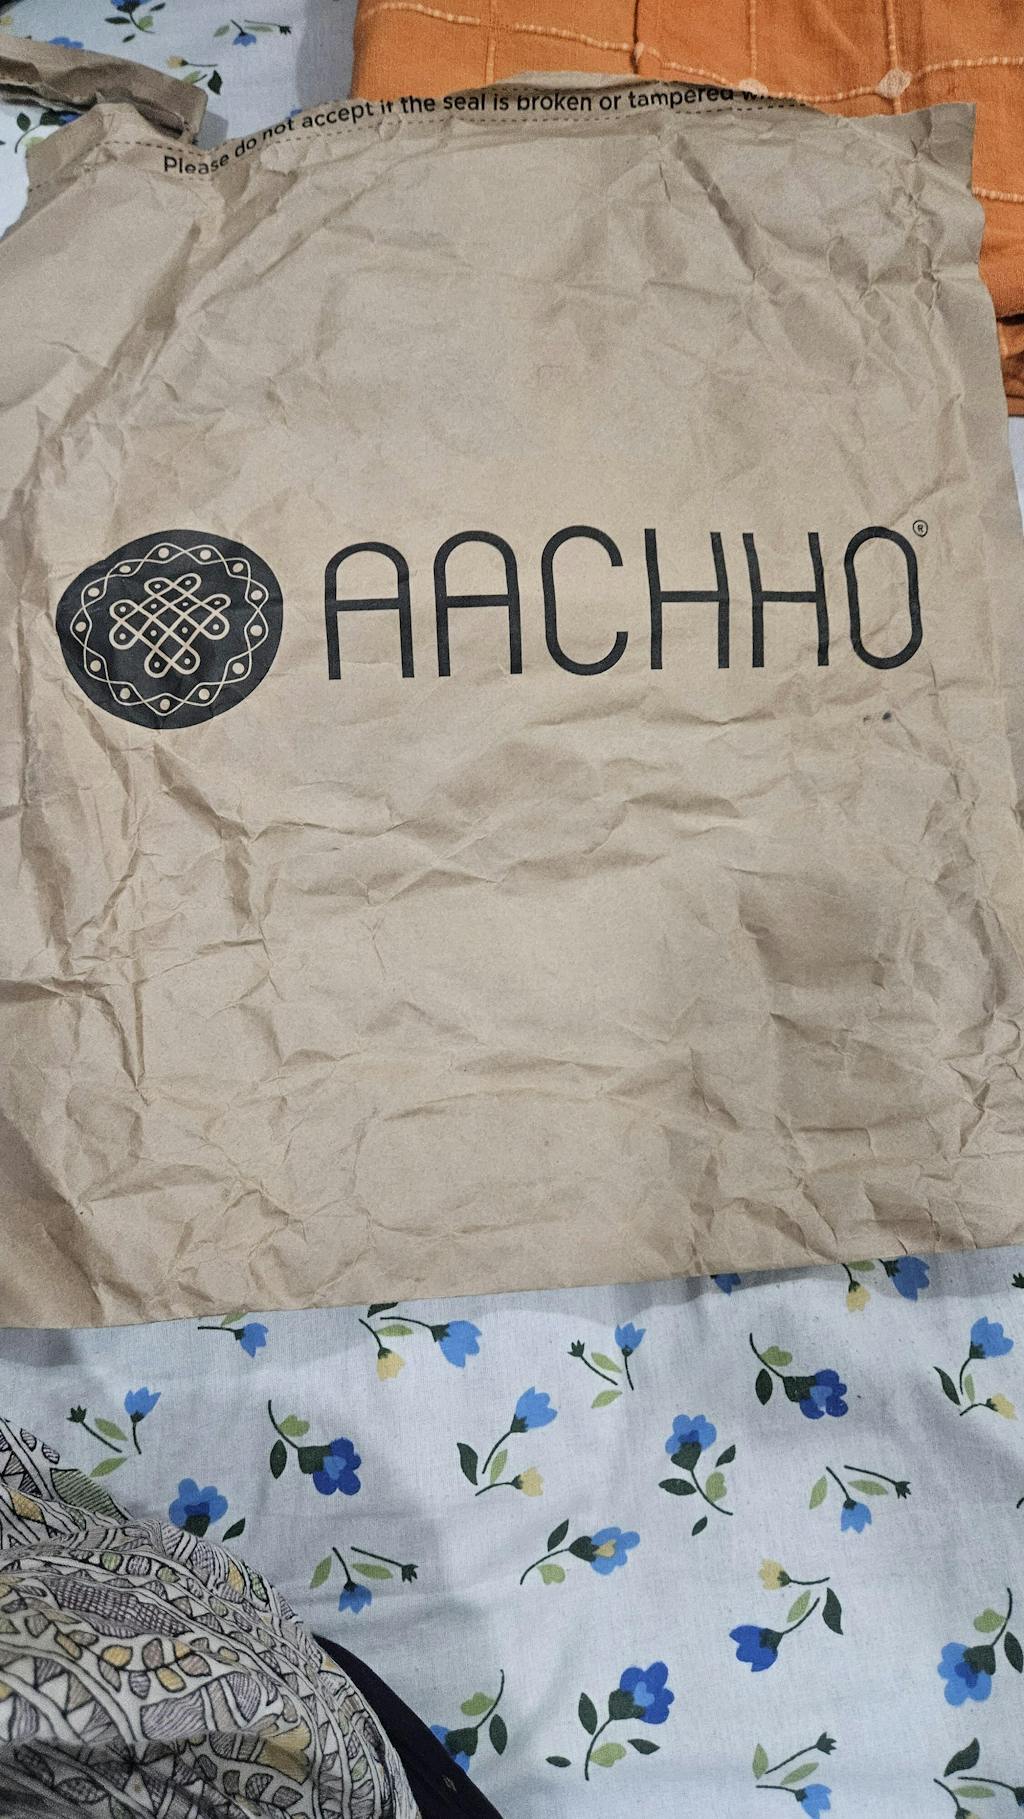 Please do not accept if the seal is broken or tampered
AACHHO®